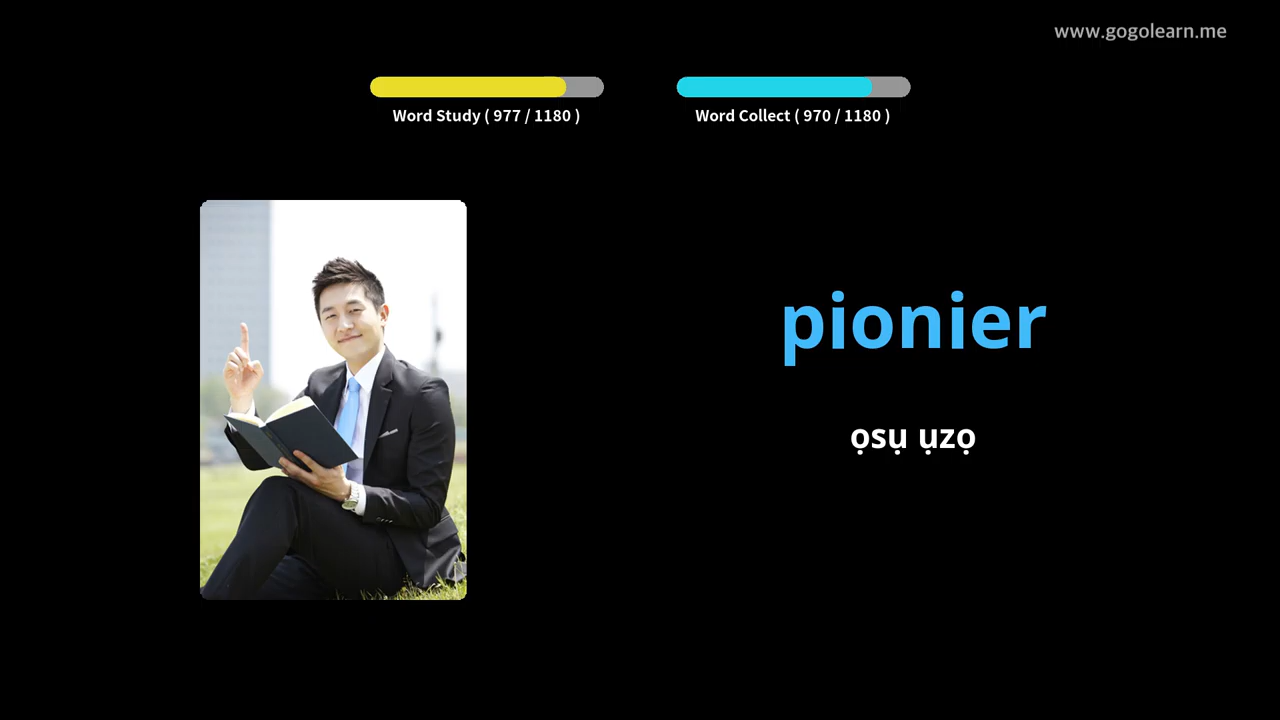 www.gogolearn.me
Word Study ( 977 / 1180 )
Word Collect ( 970 / 1180 )
pionier
ọsụ ụzọ